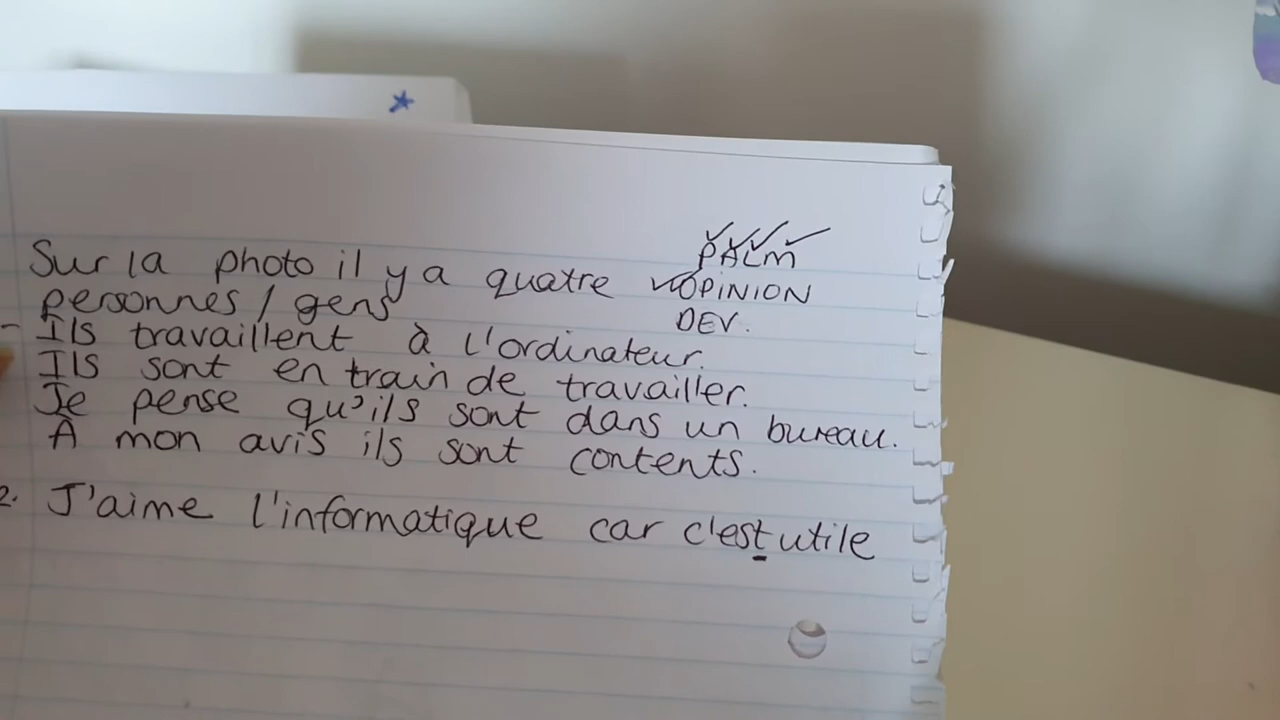 Sur la photo il y a quatre
personnes / gens
PALM
OPINION
DEV.
- Ils travaillent à l'ordinateur.
Ils sont en train de travailler.
Je pense qu'ils sont dans un bureau.
A mon avis ils sont contents.
2. J'aime l'informatique car c'est utile